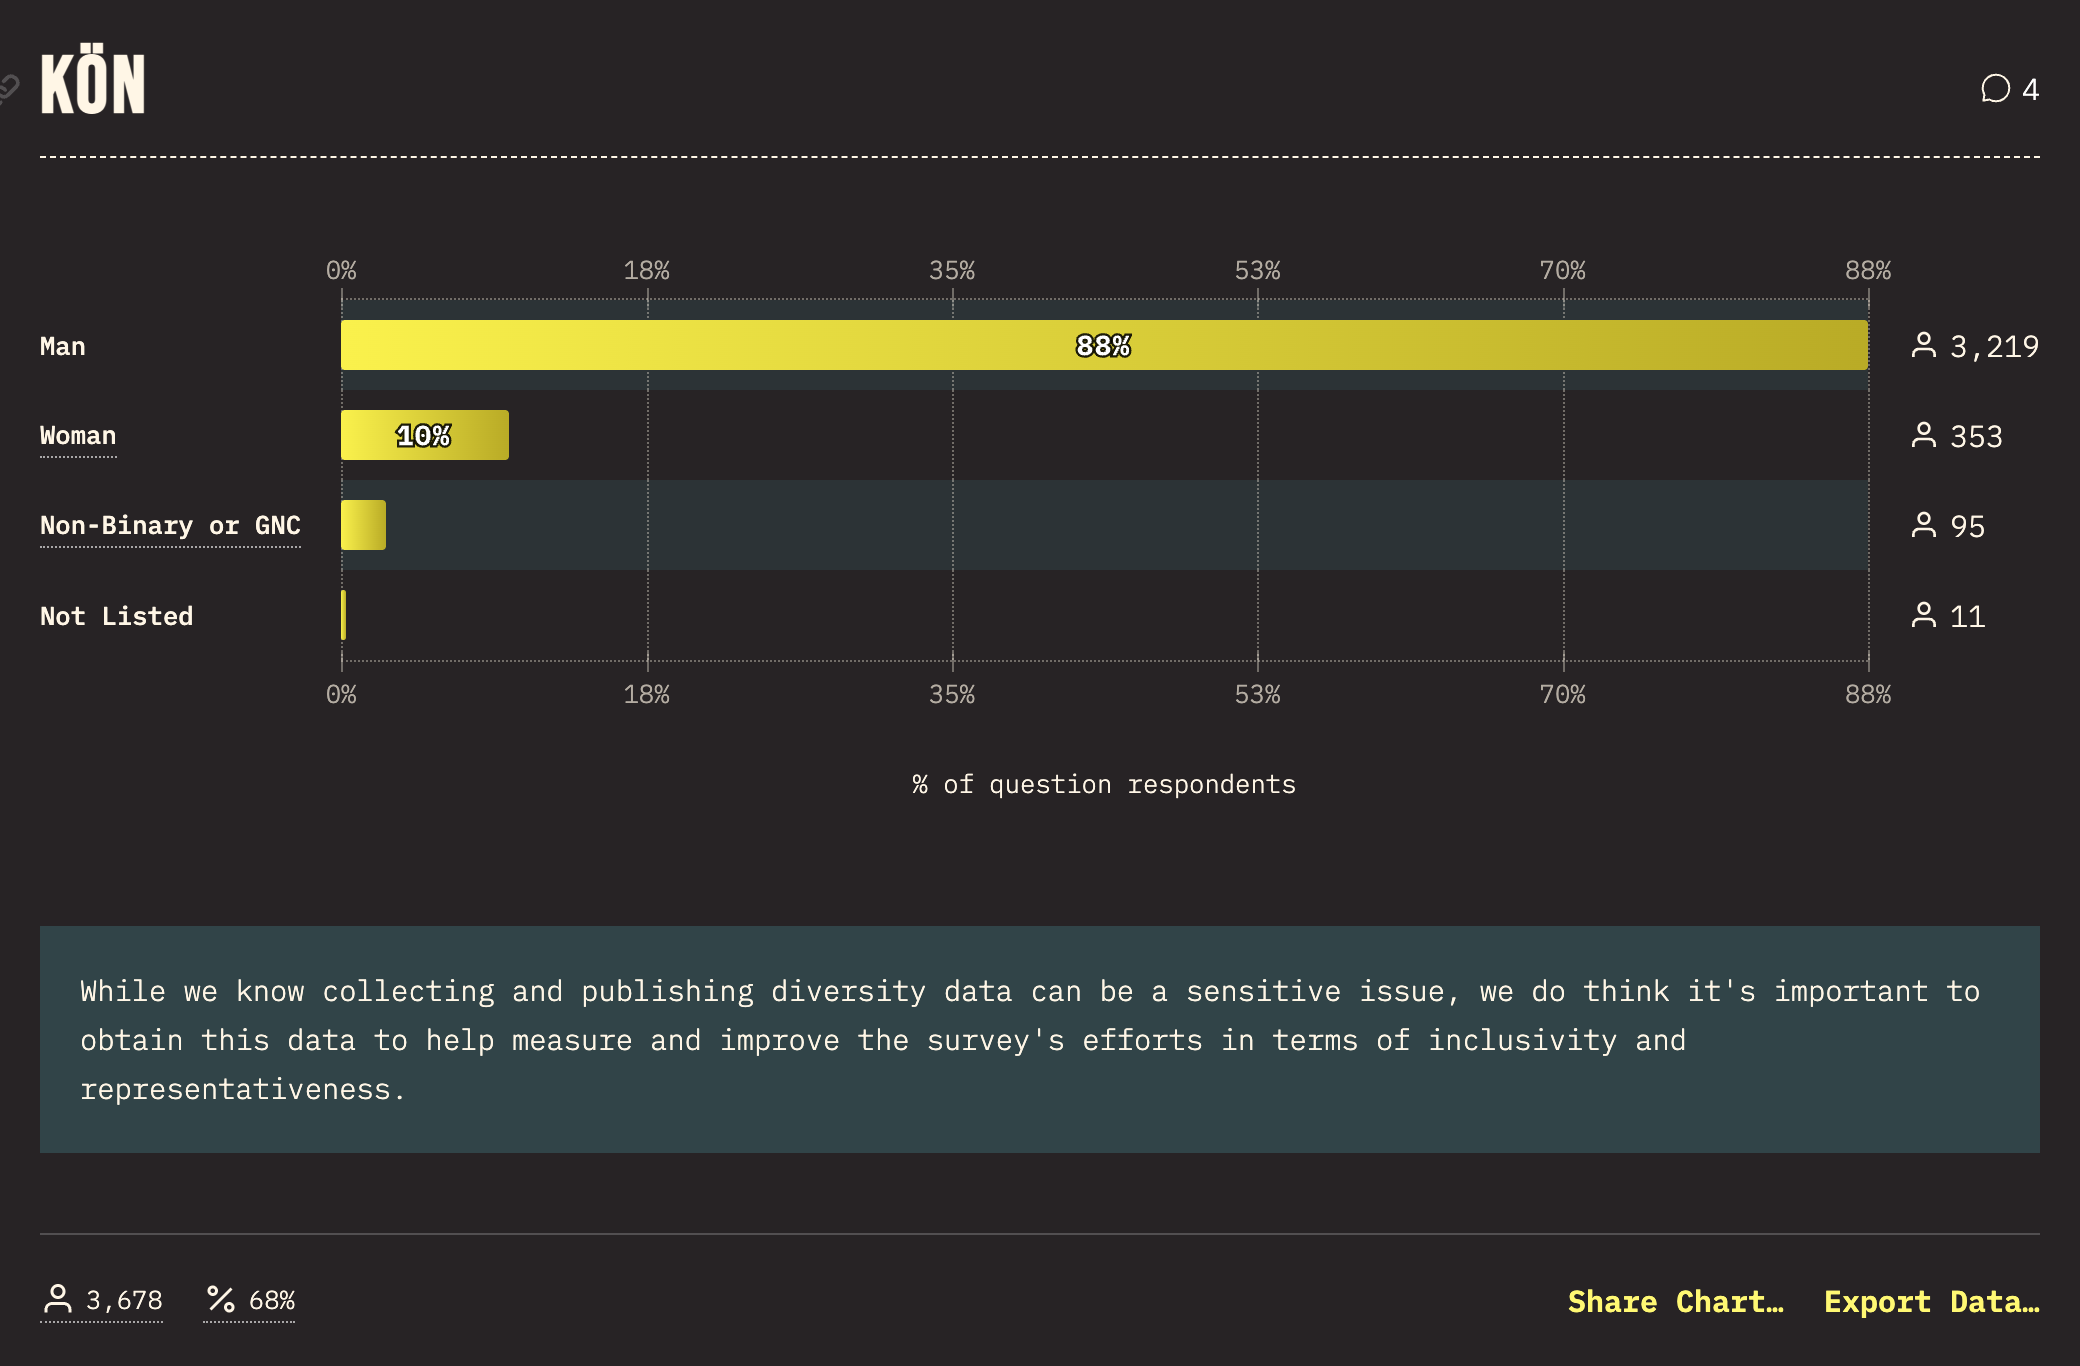 KÖN
4
0% 18% 35% 53% 70% 88%
Man 88% 3,219
Woman 10% 353
Non-Binary or GNC 95
Not Listed 11
0% 18% 35% 53% 70% 88%
% of question respondents
While we know collecting and publishing diversity data can be a sensitive issue, we do think it's important to
obtain this data to help measure and improve the survey's efforts in terms of inclusivity and
representativeness.
3,678 68% Share Chart… Export Data…